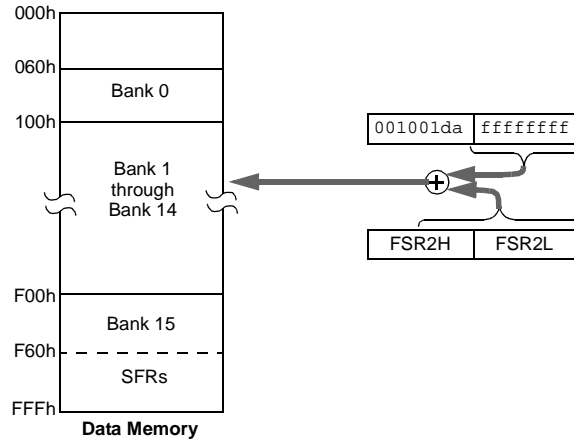 000h
060h
Bank 0
100h
001001da ffffffff
Bank 1
through
Bank 14
+
FSR2H FSR2L
F00h
Bank 15
F60h
SFRs
FFFh
Data Memory